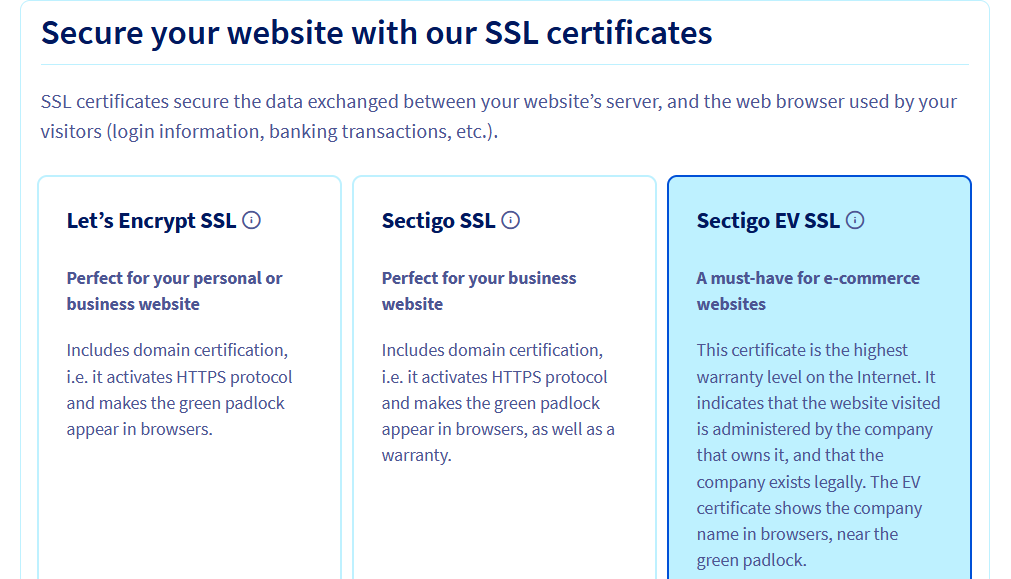 Secure your website with our SSL certificates
SSL certificates secure the data exchanged between your website’s server, and the web browser used by your
visitors (login information, banking transactions, etc.).
Let’s Encrypt SSL
Perfect for your personal or
business website
Includes domain certification,
i.e. it activates HTTPS protocol
and makes the green padlock
appear in browsers.
Sectigo SSL
Perfect for your business
website
Includes domain certification,
i.e. it activates HTTPS protocol
and makes the green padlock
appear in browsers, as well as a
warranty.
Sectigo EV SSL
A must-have for e-commerce
websites
This certificate is the highest
warranty level on the Internet. It
indicates that the website visited
is administered by the company
that owns it, and that the
company exists legally. The EV
certificate shows the company
name in browsers, near the
green padlock.